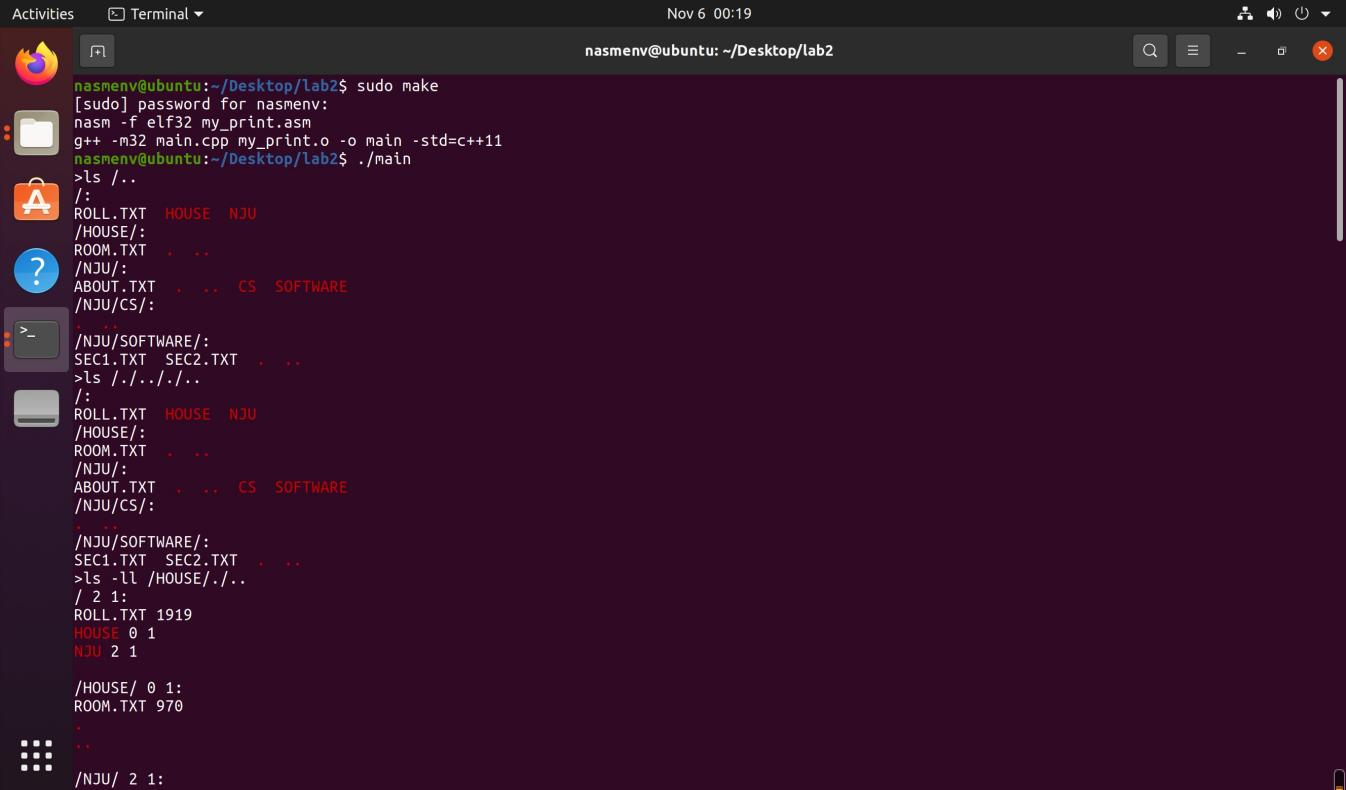 Activities
Terminal
Nov 6 00:19
nasmenv@ubuntu: ~/Desktop/lab2
nasmenv@ubuntu:~/Desktop/lab2$ sudo make
[sudo] password for nasmenv:
nasm -f elf32 my_print.asm
g++ -m32 main.cpp my_print.o -o main -std=c++11
nasmenv@ubuntu:~/Desktop/lab2$ ./main
>ls /..
/:
ROLL.TXT  HOUSE  NJU
/HOUSE/:
ROOM.TXT  .  ..
/NJU/:
ABOUT.TXT  .  ..  CS  SOFTWARE
/NJU/CS/:
.  ..
/NJU/SOFTWARE/:
SEC1.TXT  SEC2.TXT  .  ..
>ls /./.././..
/:
ROLL.TXT  HOUSE  NJU
/HOUSE/:
ROOM.TXT  .  ..
/NJU/:
ABOUT.TXT  .  ..  CS  SOFTWARE
/NJU/CS/:
.  ..
/NJU/SOFTWARE/:
SEC1.TXT  SEC2.TXT  .  ..
>ls -ll /HOUSE/./..
/ 2 1:
ROLL.TXT 1919
HOUSE 0 1
NJU 2 1
/HOUSE/ 0 1:
ROOM.TXT 970
.
..
/NJU/ 2 1: